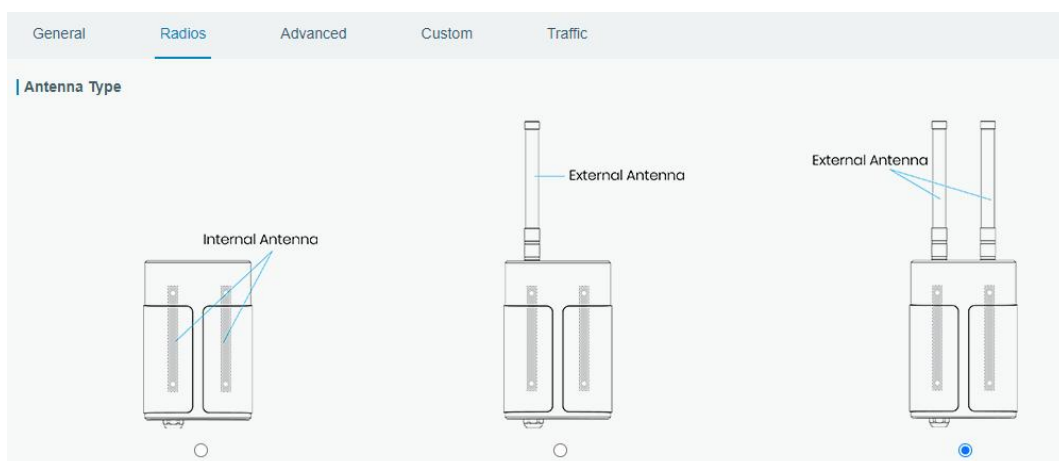 General Radios Advanced Custom Traffic
Antenna Type
Internal Antenna
External Antenna
External Antenna